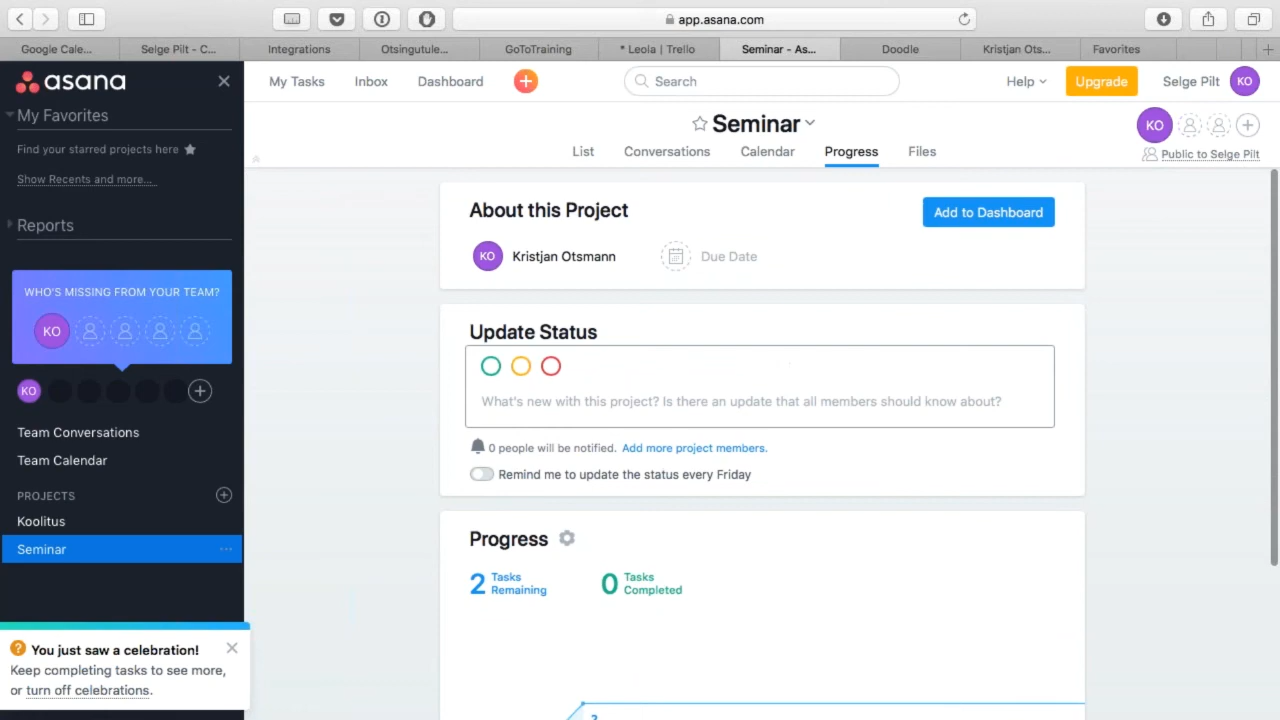 app.asana.com
Google Cale...
Selge Pilt - C...
Integrations
Otsingutule...
GoToTraining
* Leola | Trello
Seminar - As...
Doodle
Kristjan Ots...
Favorites
asana
My Tasks
Inbox
Dashboard
Search
Help
Upgrade
Selge Pilt
KO
My Favorites
Find your starred projects here
Show Recents and more...
Reports
WHO'S MISSING FROM YOUR TEAM?
KO
KO
Team Conversations
Team Calendar
PROJECTS
Koolitus
Seminar
You just saw a celebration!
Keep completing tasks to see more,
or turn off celebrations.
Seminar
KO
List
Conversations
Calendar
Progress
Files
Public to Selge Pilt
About this Project
Add to Dashboard
KO
Kristjan Otsmann
Due Date
Update Status
What's new with this project? Is there an update that all members should know about?
0 people will be notified. Add more project members.
Remind me to update the status every Friday
Progress
2 Tasks Remaining
0 Tasks Completed